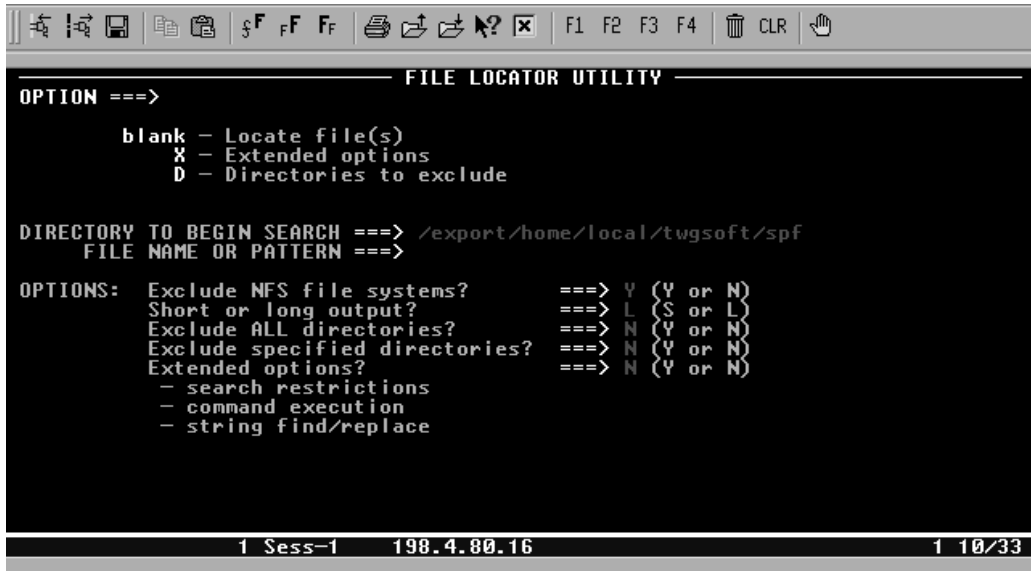 F F F F1 F2 F3 F4 CLR
FILE LOCATOR UTILITY
OPTION ===>
blank – Locate file(s)
X – Extended options
D – Directories to exclude
DIRECTORY TO BEGIN SEARCH ===> /export/home/local/twgsoft/spf
FILE NAME OR PATTERN ===>
OPTIONS: Exclude NFS file systems? ===> Y (Y or N)
Short or long output? ===> L (S or L)
Exclude ALL directories? ===> N (Y or N)
Exclude specified directories? ===> N (Y or N)
Extended options? ===> N (Y or N)
– search restrictions
– command execution
– string find/replace
1 Sess–1 198.4.80.16 1 10/33